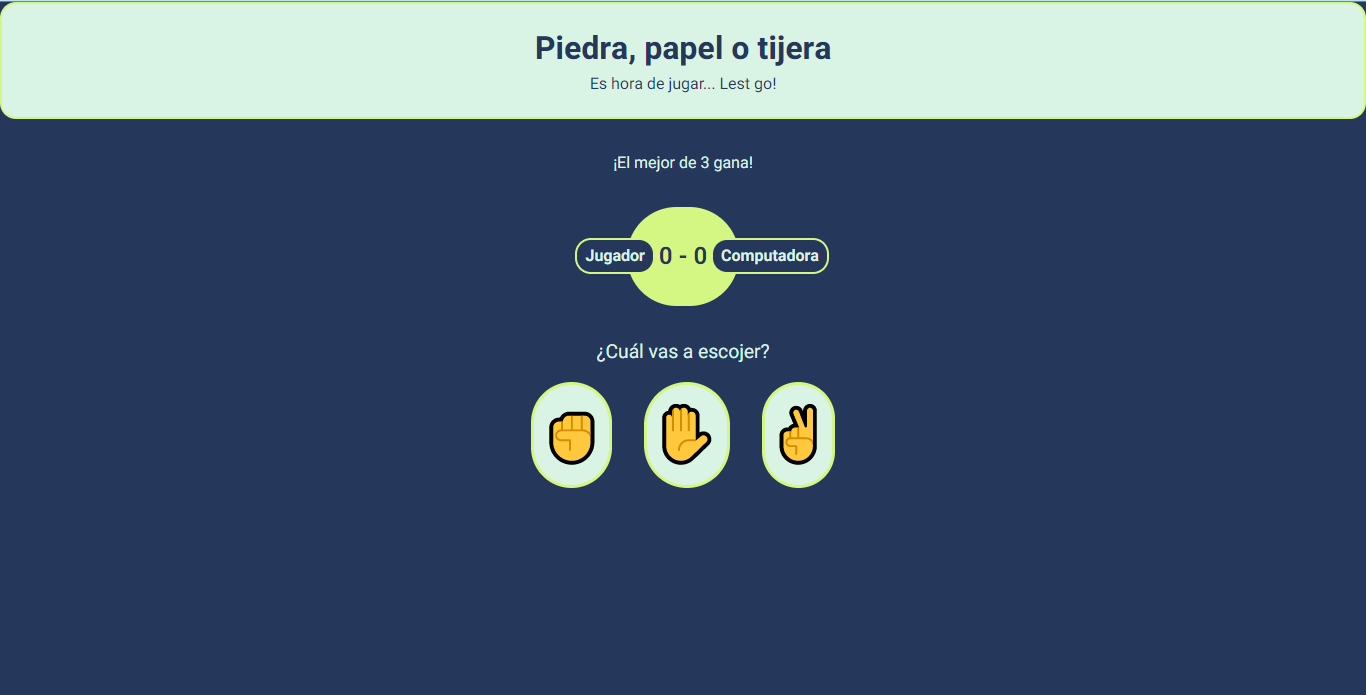 Piedra, papel o tijera
Es hora de jugar... Lest go!
¡El mejor de 3 gana!
Jugador 0 - 0 Computadora
¿Cuál vas a escojer?